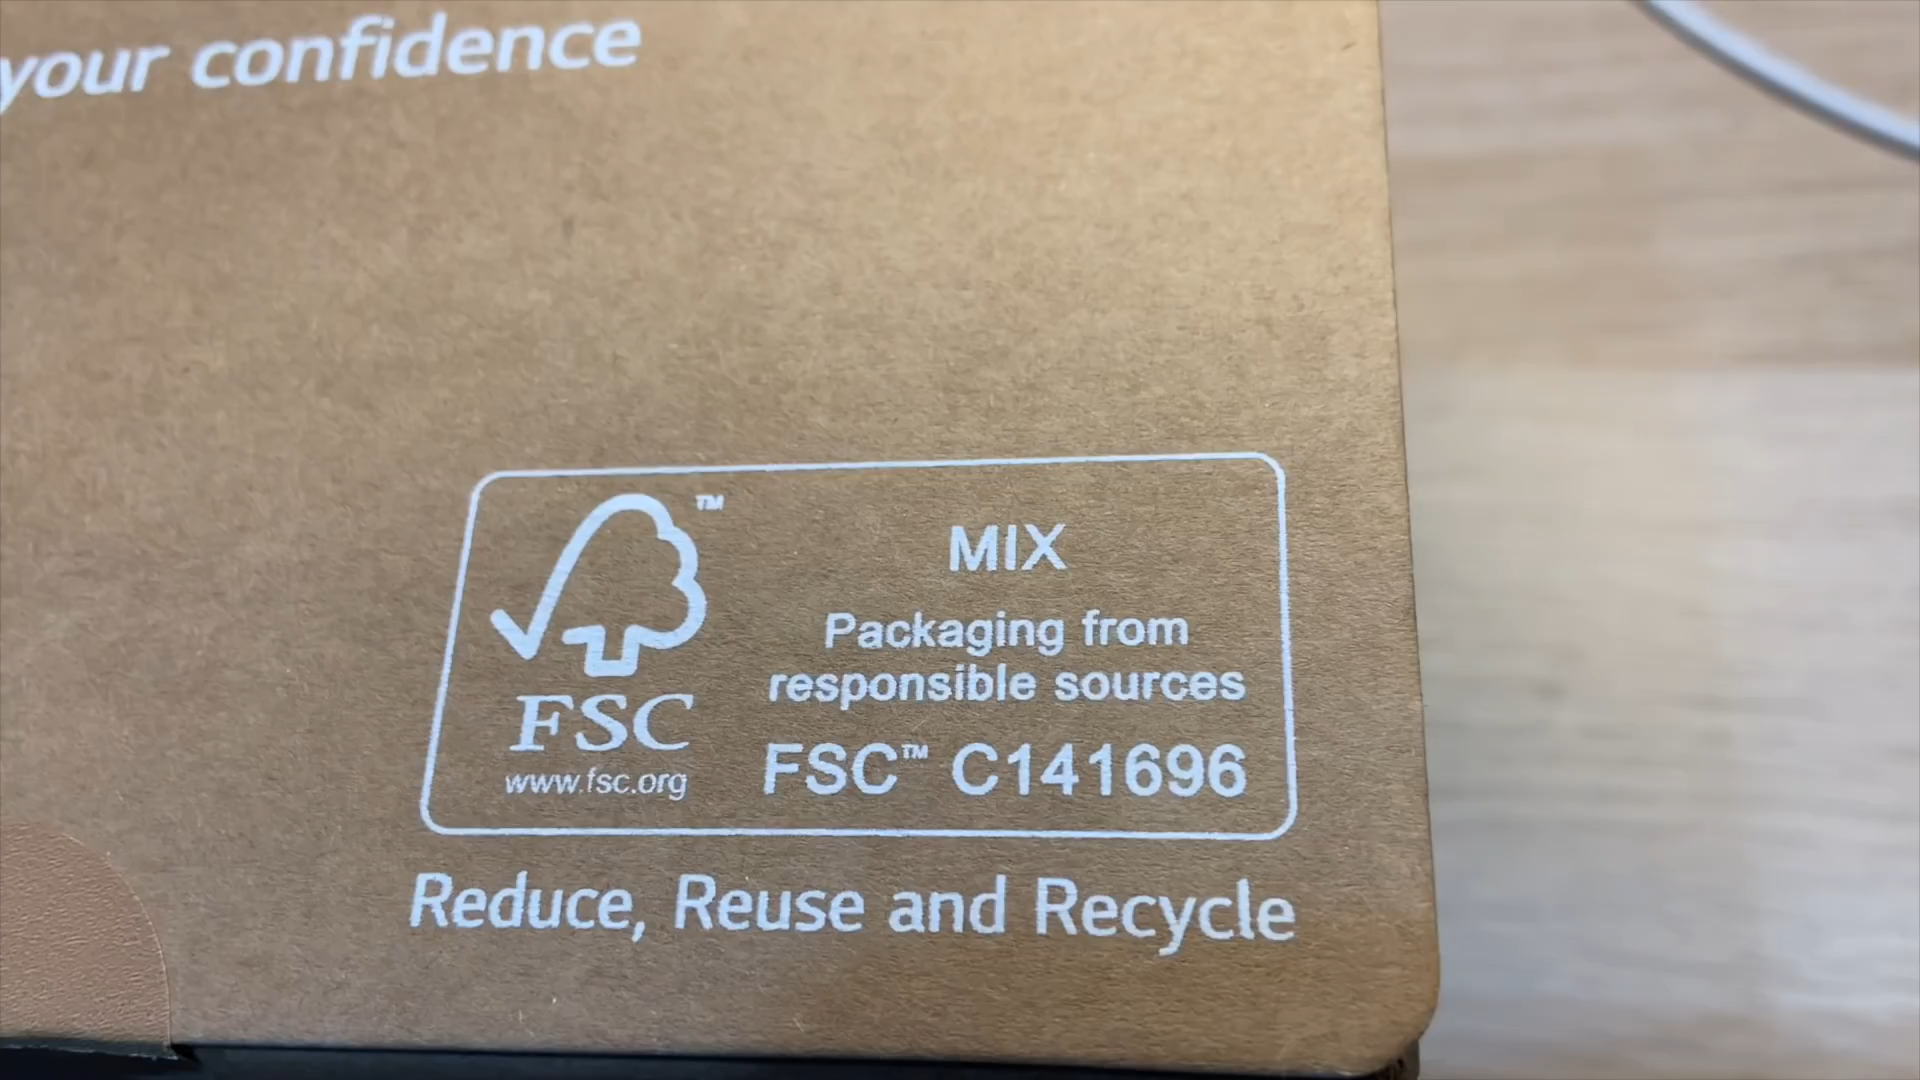 your confidence
™
MIX
Packaging from
responsible sources
FSC™ C141696
FSC
www.fsc.org
Reduce, Reuse and Recycle